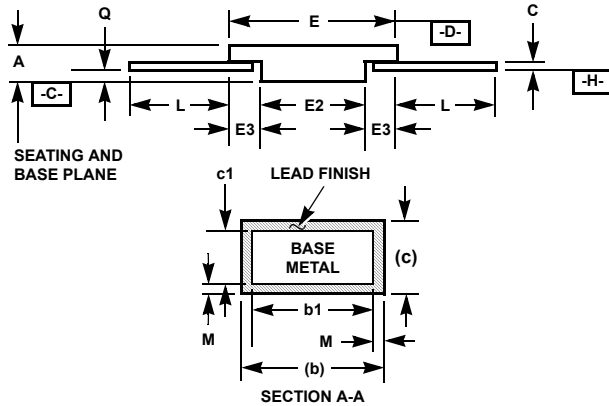 E
-D-
C
Q
A
-C-
-H-
L
E2
L
E3
E3
SEATING AND
BASE PLANE
c1
LEAD FINISH
BASE
METAL
(c)
M
b1
M
(b)
SECTION A-A